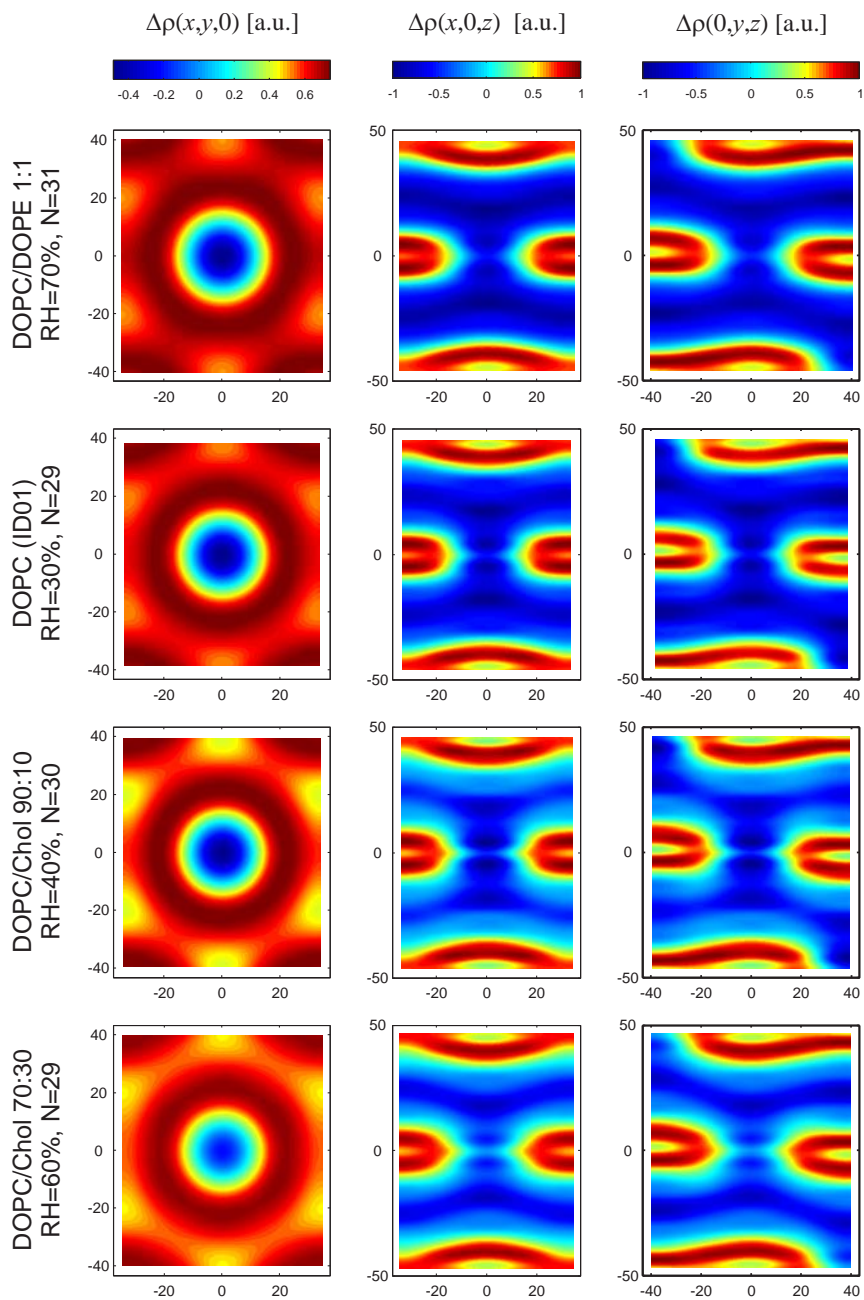 Δρ(x,y,0) [a.u.] Δρ(x,0,z) [a.u.] Δρ(0,y,z) [a.u.]
-0.4 -0.2 0 0.2 0.4 0.6 -1 -0.5 0 0.5 1 -1 -0.5 0 0.5 1
DOPC/DOPE 1:1
RH=70%, N=31
40 20 0 -20 -40
-20 0 20
50 0 -50
-20 0 20
50 0 -50
-40 -20 0 20 40
DOPC (ID01)
RH=30%, N=29
40 20 0 -20 -40
-20 0 20
50 0 -50
-20 0 20
50 0 -50
-40 -20 0 20 40
DOPC/Chol 90:10
RH=40%, N=30
40 20 0 -20 -40
-20 0 20
50 0 -50
-20 0 20
50 0 -50
-40 -20 0 20 40
DOPC/Chol 70:30
RH=60%, N=29
40 20 0 -20 -40
-20 0 20
50 0 -50
-20 0 20
50 0 -50
-40 -20 0 20 40